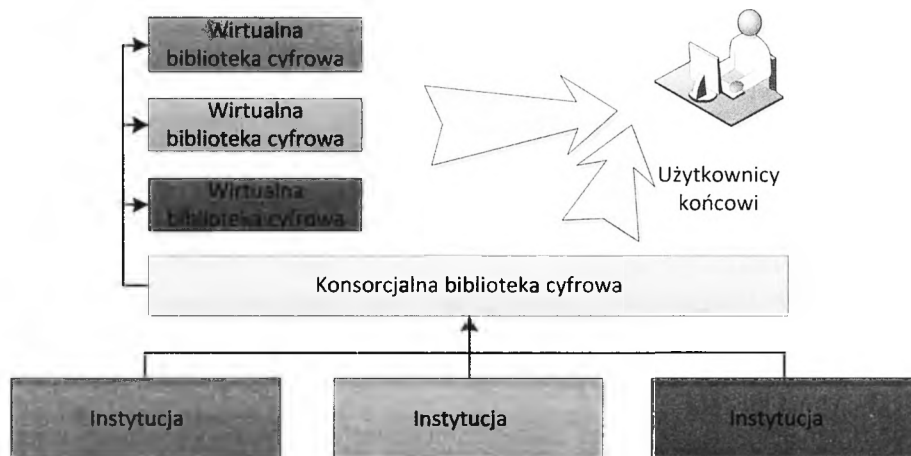 Wirtualna
biblioteka cyfrowa
Wirtualna
biblioteka cyfrowa
Wirtualna
biblioteka cyfrowa
Użytkownicy
końcowi
Konsorcjalna biblioteka cyfrowa
Instytucja
Instytucja
Instytucja